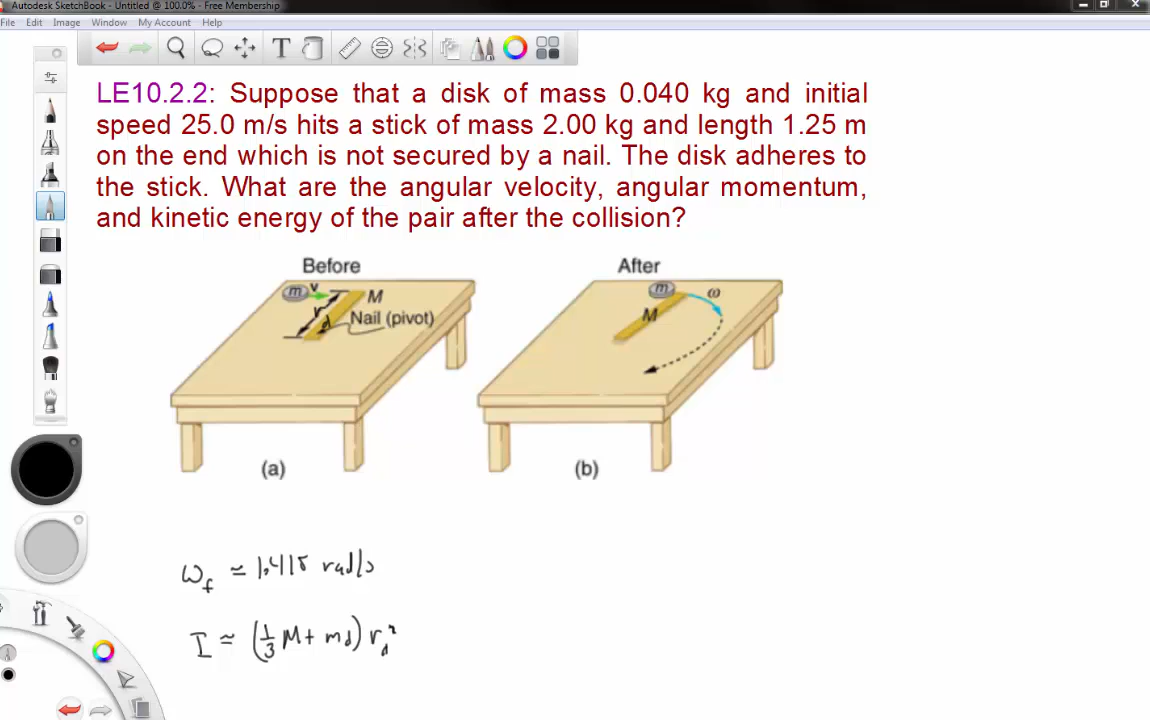 Autodesk SketchBook - Untitled @ 100.0% - Free Membership
File Edit Image Window My Account Help
T
LE10.2.2: Suppose that a disk of mass 0.040 kg and initial
speed 25.0 m/s hits a stick of mass 2.00 kg and length 1.25 m
on the end which is not secured by a nail. The disk adheres to
the stick. What are the angular velocity, angular momentum,
and kinetic energy of the pair after the collision?
Before
After
m v M
r
d Nail (pivot)
m ω
M
(a)
(b)
ω_f ≈ 1.415 rad/s
I ≈ (1/3 M + m_d) r_d²